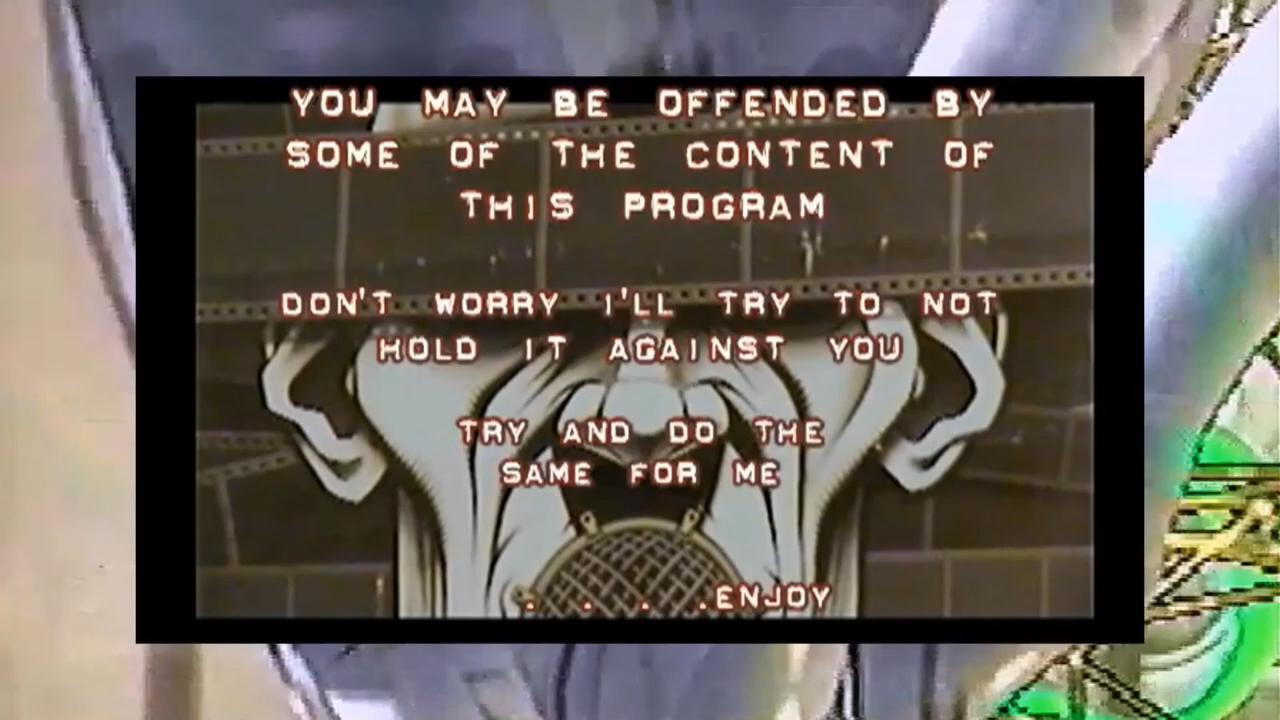 YOU MAY BE OFFENDED BY
SOME OF THE CONTENT OF
THIS PROGRAM
DON'T WORRY I'LL TRY TO NOT
HOLD IT AGAINST YOU
TRY AND DO THE
SAME FOR ME
. . . .ENJOY